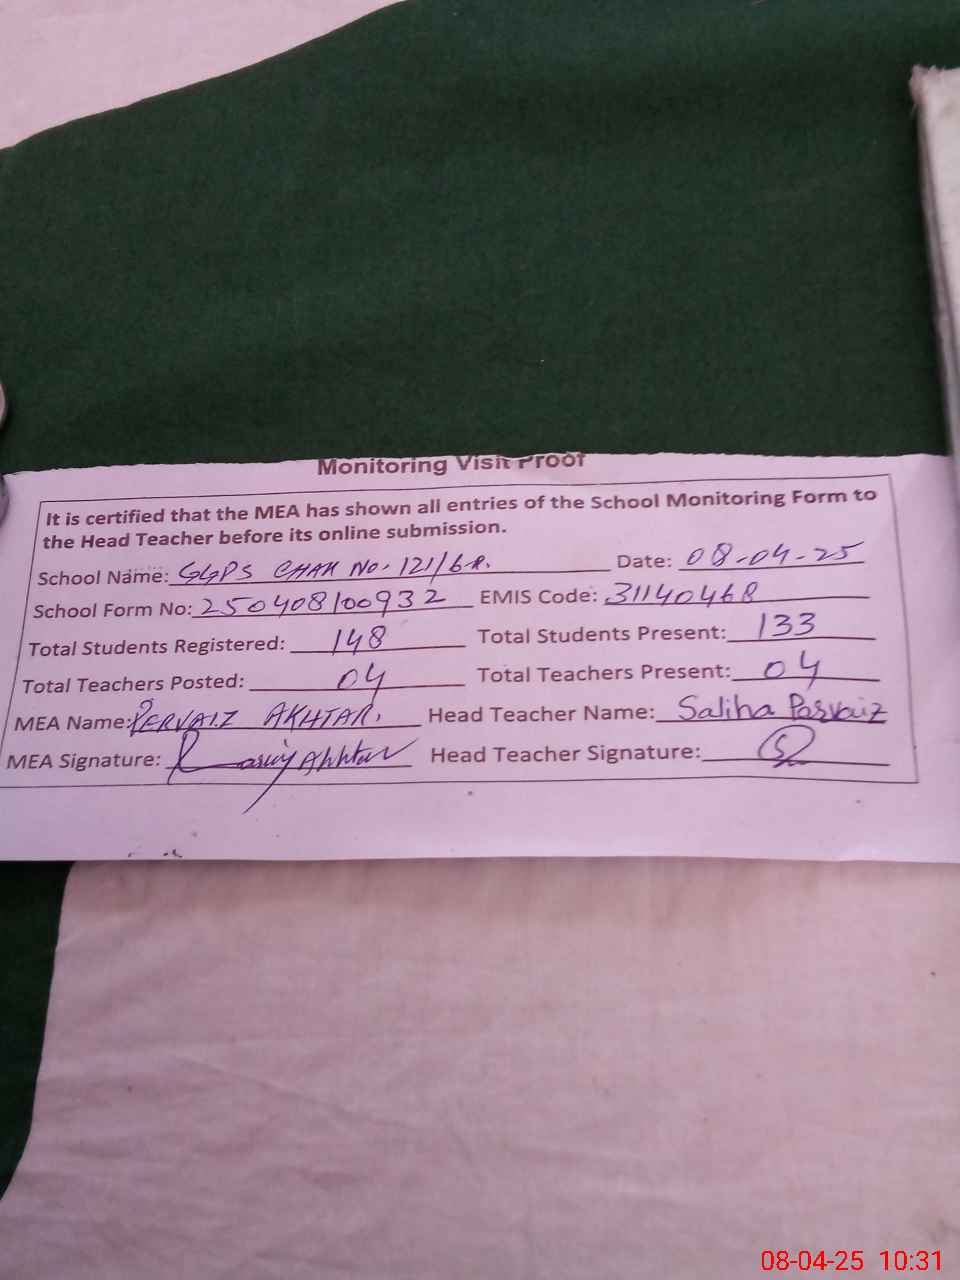 Monitoring Visit Proof
It is certified that the MEA has shown all entries of the School Monitoring Form to
the Head Teacher before its online submission.
School Name: GGPS CHAK No. 121/6-R. Date: 08-04-25
School Form No: 250408100932 EMIS Code: 31140468
Total Students Registered: 148 Total Students Present: 133
Total Teachers Posted: 04 Total Teachers Present: 04
MEA Name: PERVAIZ AKHTAR. Head Teacher Name: Saliha Parvaiz
MEA Signature: Akhtar Head Teacher Signature:
08-04-25 10:31